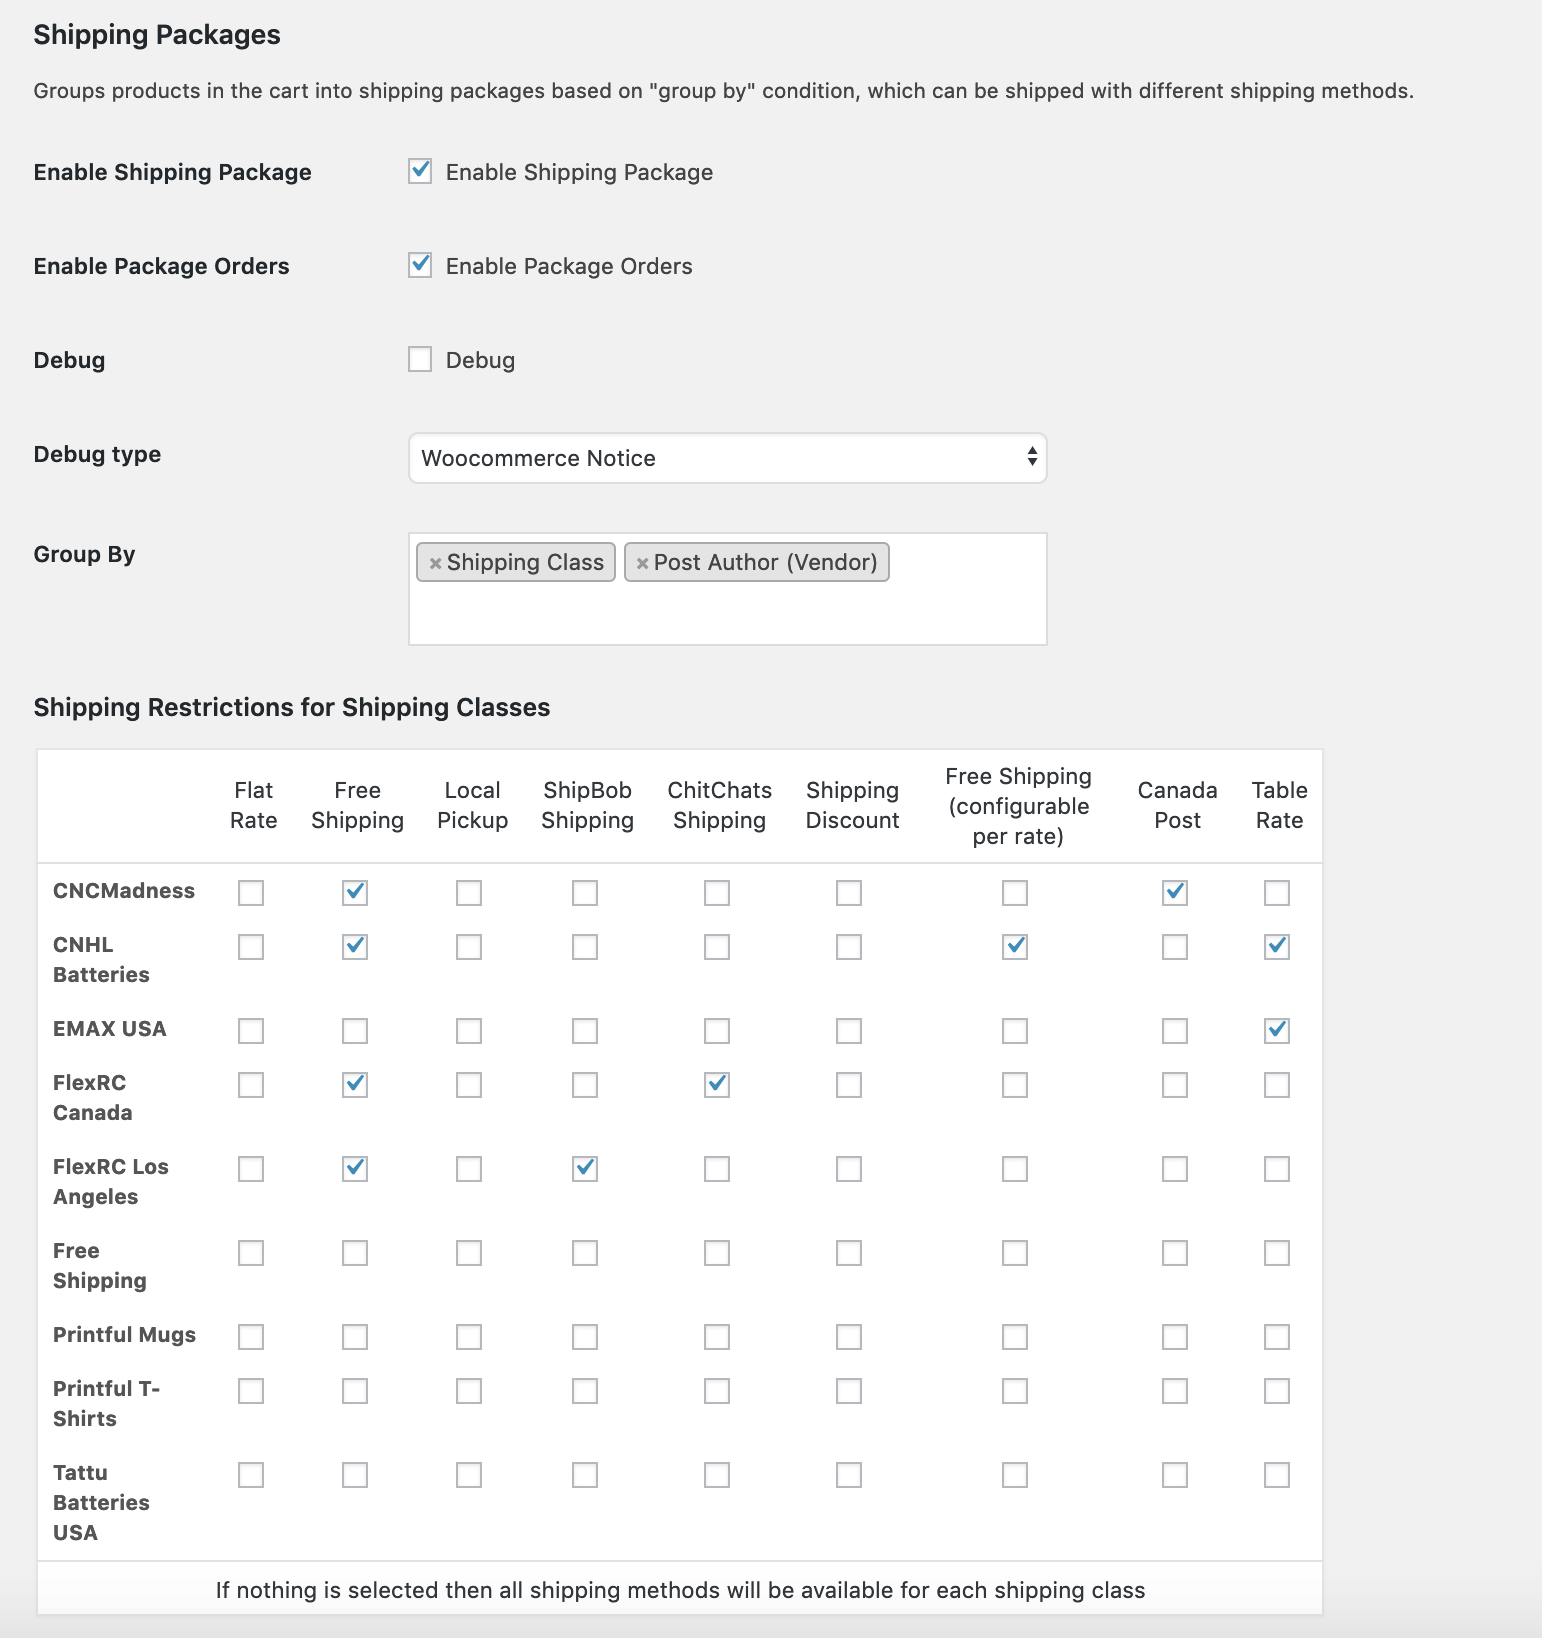 Shipping Packages
Groups products in the cart into shipping packages based on "group by" condition, which can be shipped with different shipping methods.
Enable Shipping Package
Enable Shipping Package
Enable Package Orders
Enable Package Orders
Debug
Debug
Debug type
Woocommerce Notice
Group By
× Shipping Class
× Post Author (Vendor)
Shipping Restrictions for Shipping Classes
Flat
Rate
Free
Shipping
Local
Pickup
ShipBob
Shipping
ChitChats
Shipping
Shipping
Discount
Free Shipping
(configurable
per rate)
Canada
Post
Table
Rate
CNCMadness
CNHL
Batteries
EMAX USA
FlexRC
Canada
FlexRC Los
Angeles
Free
Shipping
Printful Mugs
Printful T-
Shirts
Tattu
Batteries
USA
If nothing is selected then all shipping methods will be available for each shipping class